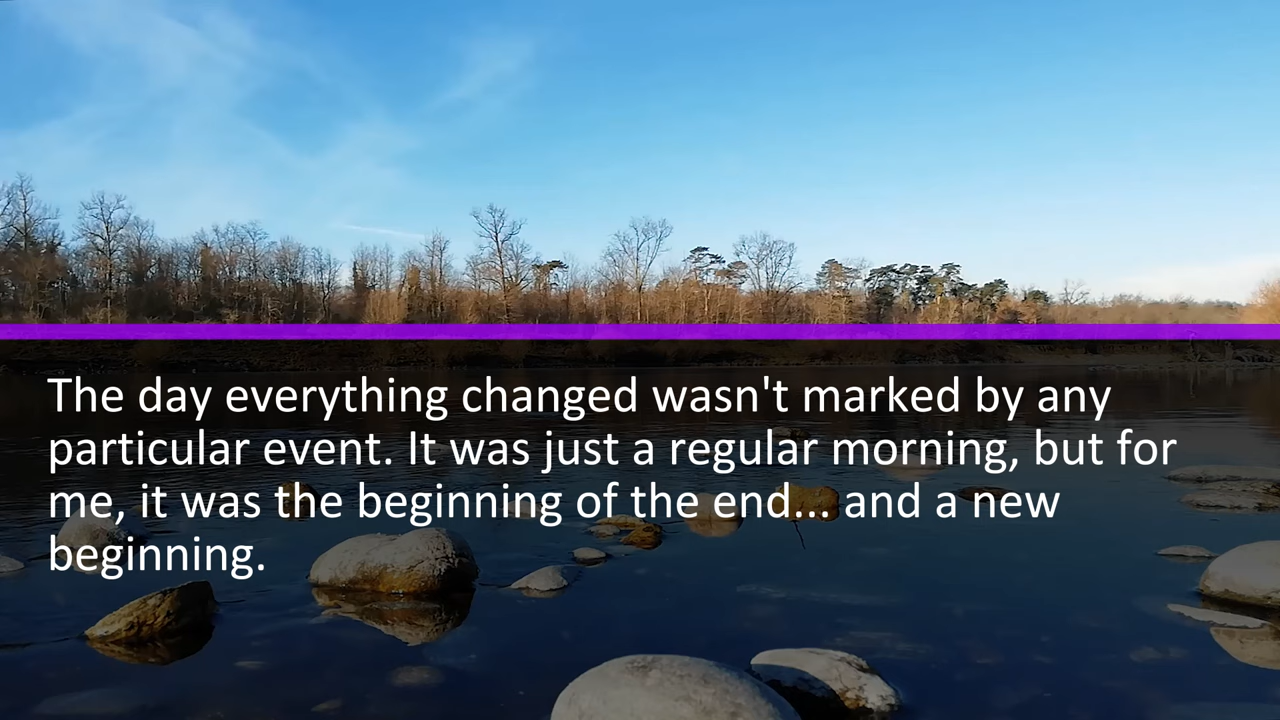 The day everything changed wasn't marked by any
particular event. It was just a regular morning, but for
me, it was the beginning of the end... and a new
beginning.